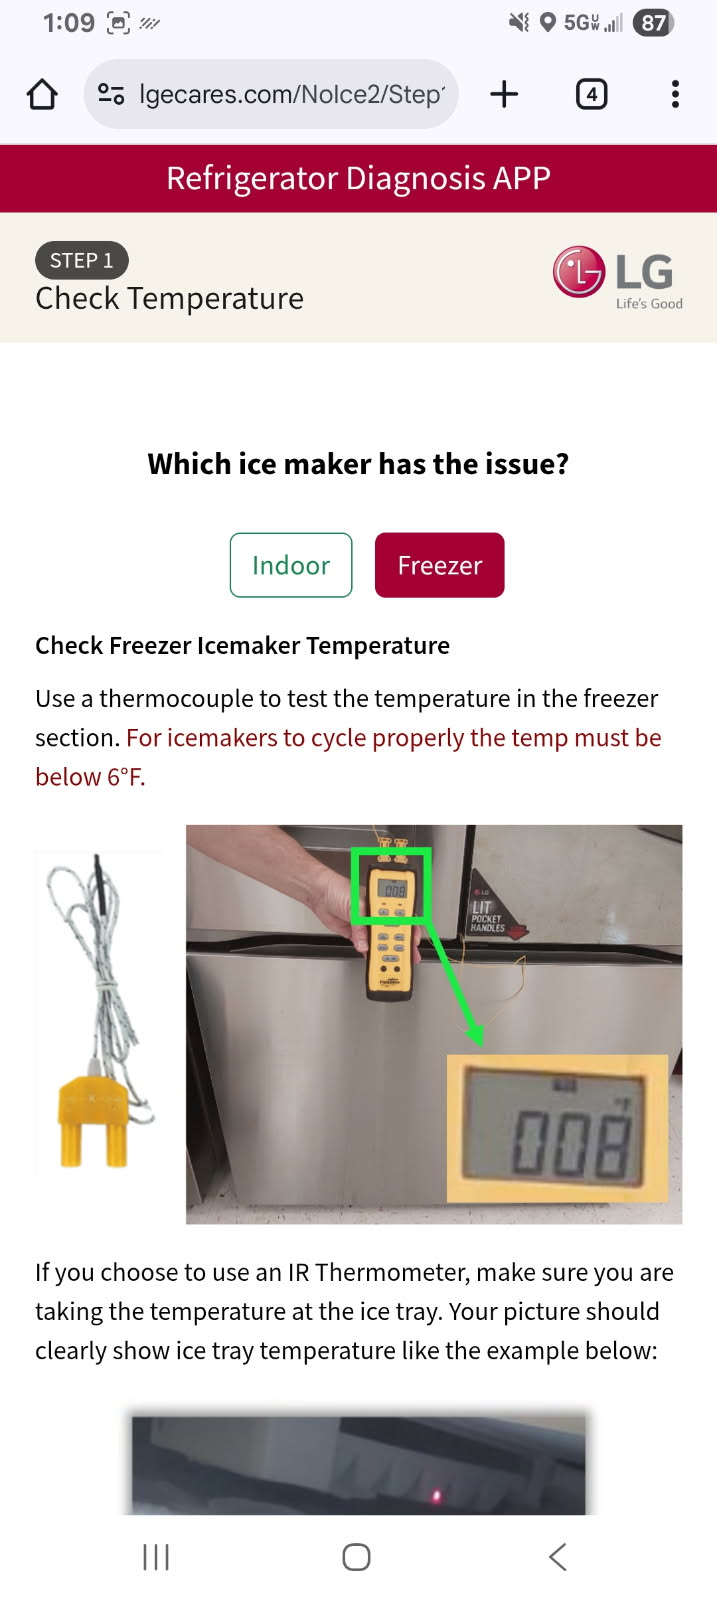 1:09
5G
87
lgecares.com/NoIce2/Step
4
Refrigerator Diagnosis APP
STEP 1
Check Temperature
LG
Life's Good
Which ice maker has the issue?
Indoor
Freezer
Check Freezer Icemaker Temperature
Use a thermocouple to test the temperature in the freezer
section. For icemakers to cycle properly the temp must be
below 6°F.
008
LG
LIT
POCKET
HANDLES
K
008
°F
If you choose to use an IR Thermometer, make sure you are
taking the temperature at the ice tray. Your picture should
clearly show ice tray temperature like the example below: